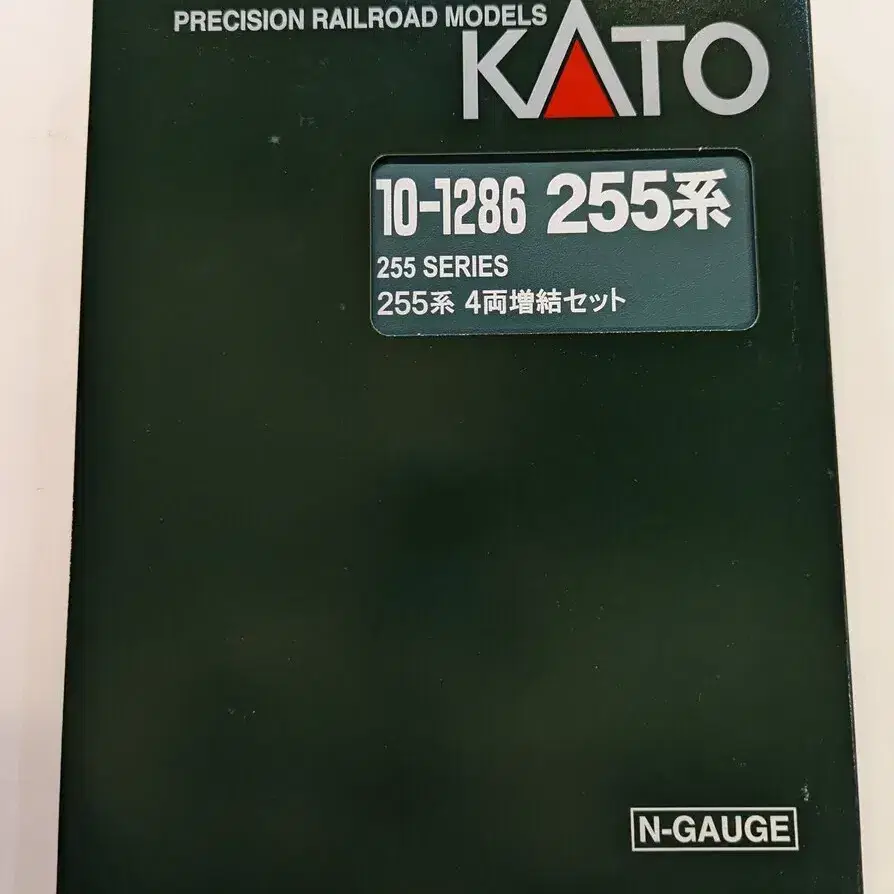 PRECISION RAILROAD MODELS
KATO
10-1286 255系
255 SERIES
255系 4両増結セット
N-GAUGE